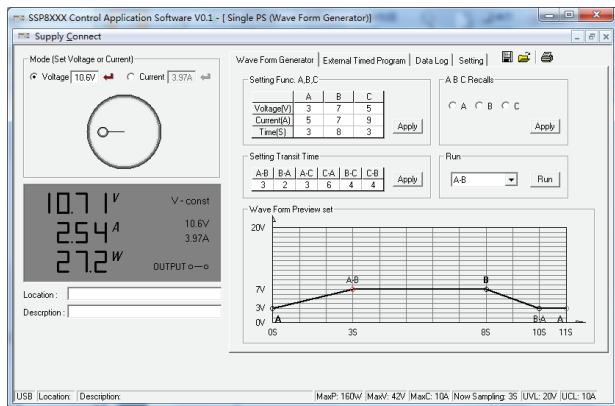 SSP8XXX Control Application Software V0.1 - [ Single PS (Wave Form Generator)]
Supply Connect
Mode (Set Voltage or Current)
Voltage 10.6V Current 3.97A
10.71 V V - const
2.54 A 10.6V
3.97A
27.2 W OUTPUT
Location :
Descrption :
Wave Form Generator External Timed Program Data Log Setting
Setting Func. A,B,C
A B C
Voltage(V) 3 7 5
Current(A) 5 7 9
Time(S) 3 8 3
Apply
A B C Recalls
A B C
Apply
Setting Transit Time
A-B B-A A-C C-A B-C C-B
3 2 3 6 4 4
Apply
Run
A-B Run
Wave Form Preview set
20V
A-B B
7V
3V
0V A B-A A
0S 3S 8S 10S 11S
USB Location: Description: MaxP: 160W MaxV: 42V MaxC: 10A Now Sampling: 3S UVL: 20V UCL: 10A